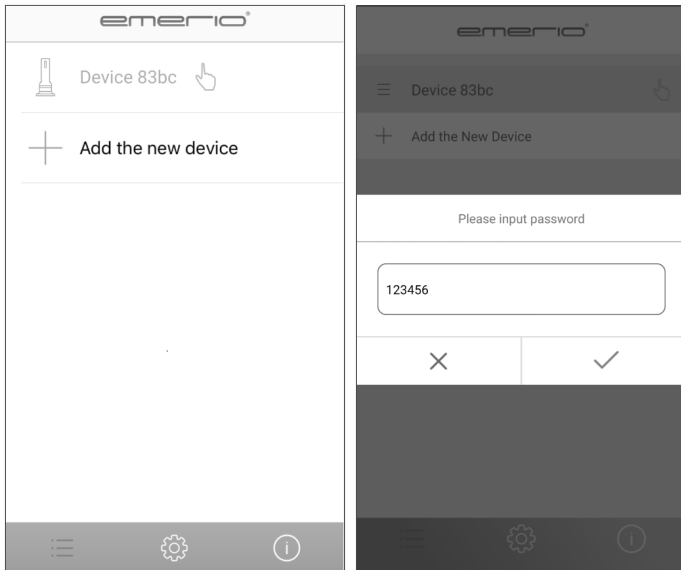 emerio®
Device 83bc
Add the new device
emerio®
Device 83bc
Add the New Device
Please input password
123456